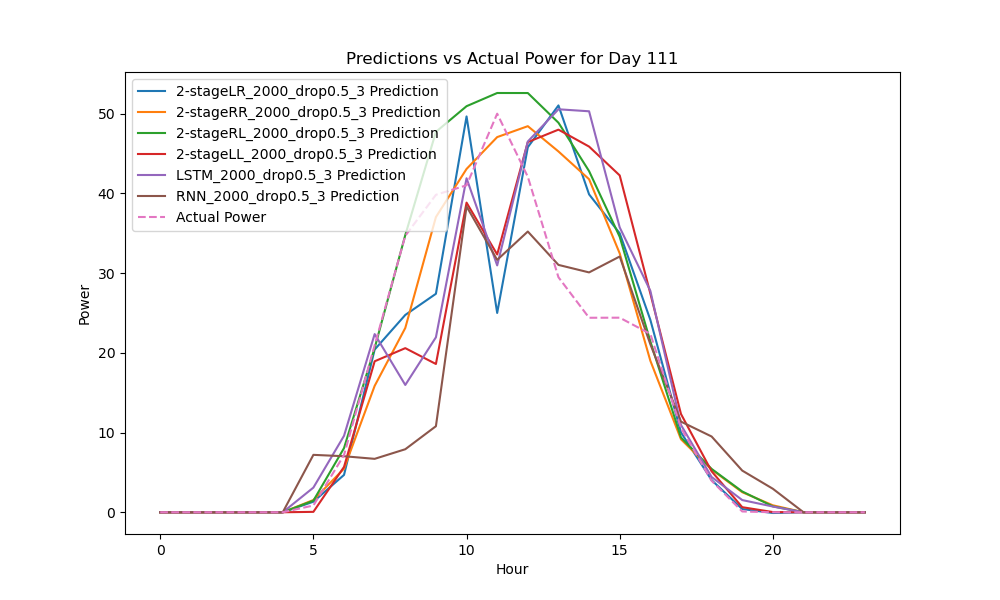 Predictions vs Actual Power for Day 111
2-stageLR_2000_drop0.5_3 Prediction
2-stageRR_2000_drop0.5_3 Prediction
2-stageRL_2000_drop0.5_3 Prediction
2-stageLL_2000_drop0.5_3 Prediction
LSTM_2000_drop0.5_3 Prediction
RNN_2000_drop0.5_3 Prediction
Actual Power
Power
50
40
30
20
10
0
0 5 10 15 20
Hour